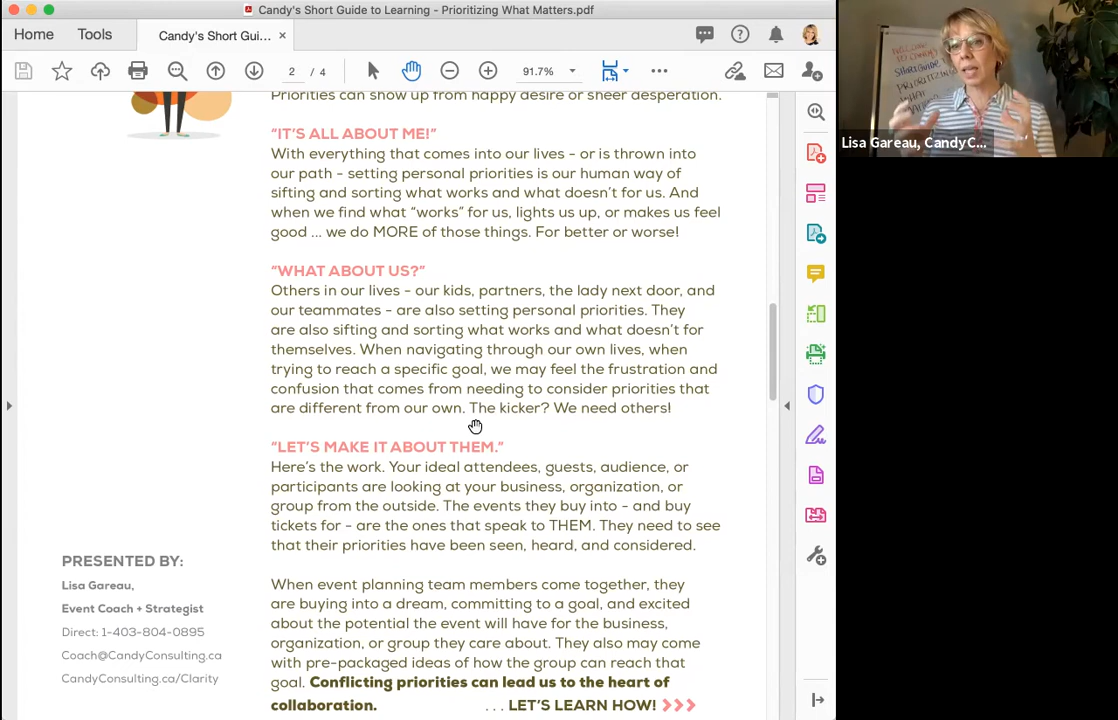 Candy's Short Guide to Learning - Prioritizing What Matters.pdf
Home
Tools
Candy's Short Gui...
2 / 4
91.7%
Priorities can show up from happy desire or sheer desperation.
"IT'S ALL ABOUT ME!"
With everything that comes into our lives - or is thrown into
our path - setting personal priorities is our human way of
sifting and sorting what works and what doesn't for us. And
when we find what "works" for us, lights us up, or makes us feel
good ... we do MORE of those things. For better or worse!
"WHAT ABOUT US?"
Others in our lives - our kids, partners, the lady next door, and
our teammates - are also setting personal priorities. They
are also sifting and sorting what works and what doesn't for
themselves. When navigating through our own lives, when
trying to reach a specific goal, we may feel the frustration and
confusion that comes from needing to consider priorities that
are different from our own. The kicker? We need others!
"LET'S MAKE IT ABOUT THEM."
Here's the work. Your ideal attendees, guests, audience, or
participants are looking at your business, organization, or
group from the outside. The events they buy into - and buy
tickets for - are the ones that speak to THEM. They need to see
that their priorities have been seen, heard, and considered.
When event planning team members come together, they
are buying into a dream, committing to a goal, and excited
about the potential the event will have for the business,
organization, or group they care about. They also may come
with pre-packaged ideas of how the group can reach that
goal. Conflicting priorities can lead us to the heart of
collaboration. ... LET'S LEARN HOW!
PRESENTED BY:
Lisa Gareau,
Event Coach + Strategist
Direct: 1-403-804-0895
Coach@CandyConsulting.ca
CandyConsulting.ca/Clarity
WELCOME
TO CANDY'S
SHORT GUIDE
PRIORITIZING
WHAT
Lisa Gareau, CandyC...